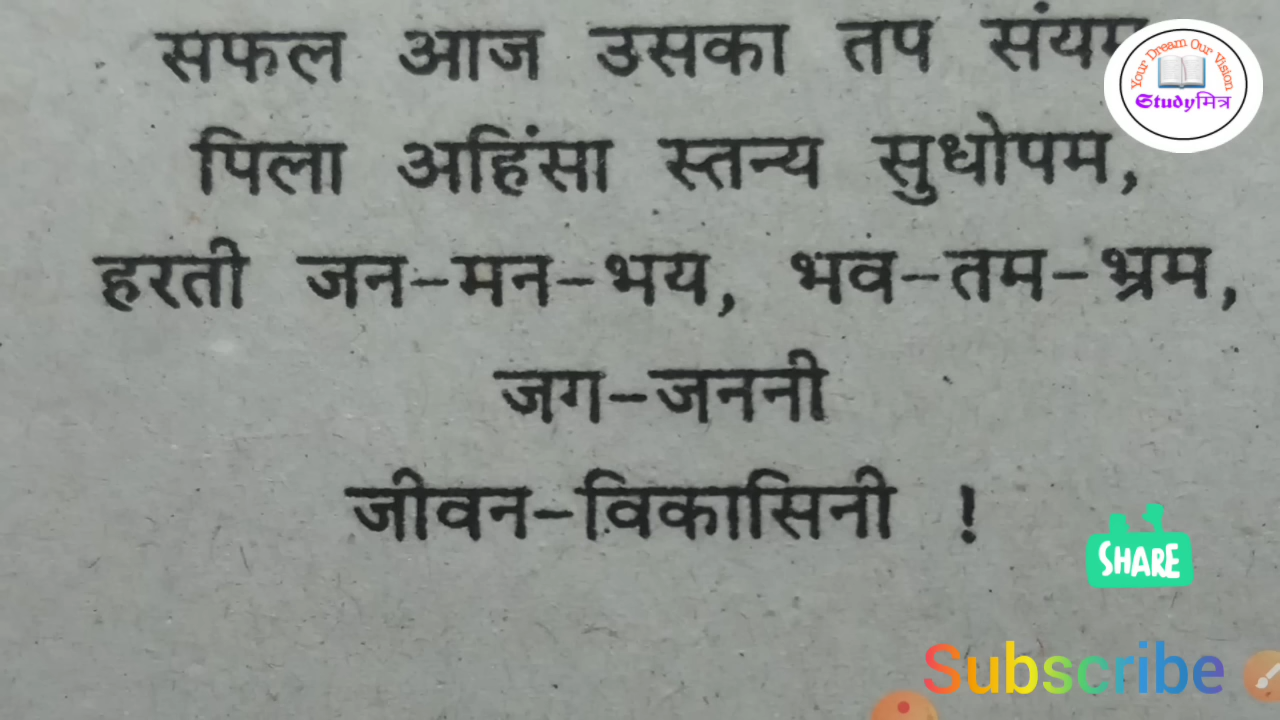 सफल आज उसका तप संयम
पिला अहिंसा स्तन्य सुधोपम,
हरती जन-मन-भय, भव-तम-भ्रम,
जग-जननी
जीवन-विकासिनी !
Your Dream Our Vision
Studyमित्र
SHARE
Subscribe